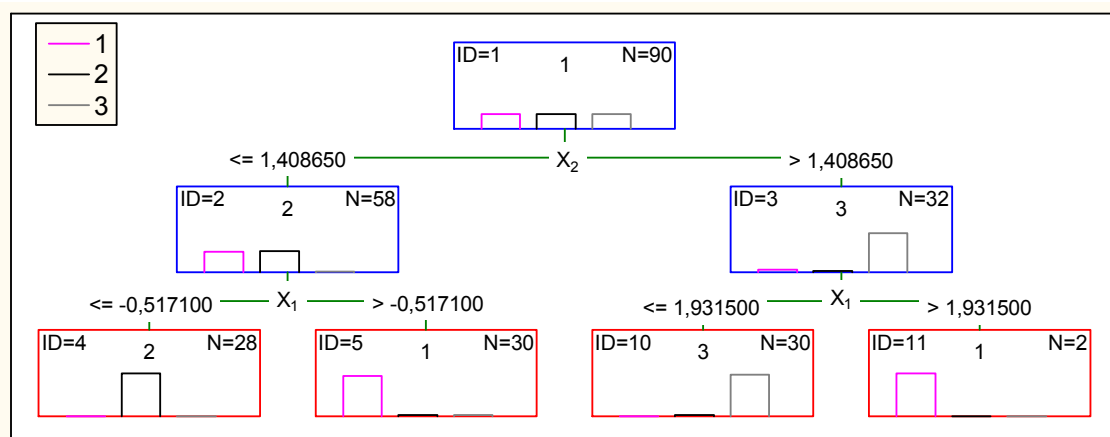 1
2
3
ID=1 N=90
1
<= 1,408650 X₂ > 1,408650
ID=2 N=58
2
ID=3 N=32
3
<= -0,517100 X₁ > -0,517100
<= 1,931500 X₁ > 1,931500
ID=4 N=28
2
ID=5 N=30
1
ID=10 N=30
3
ID=11 N=2
1